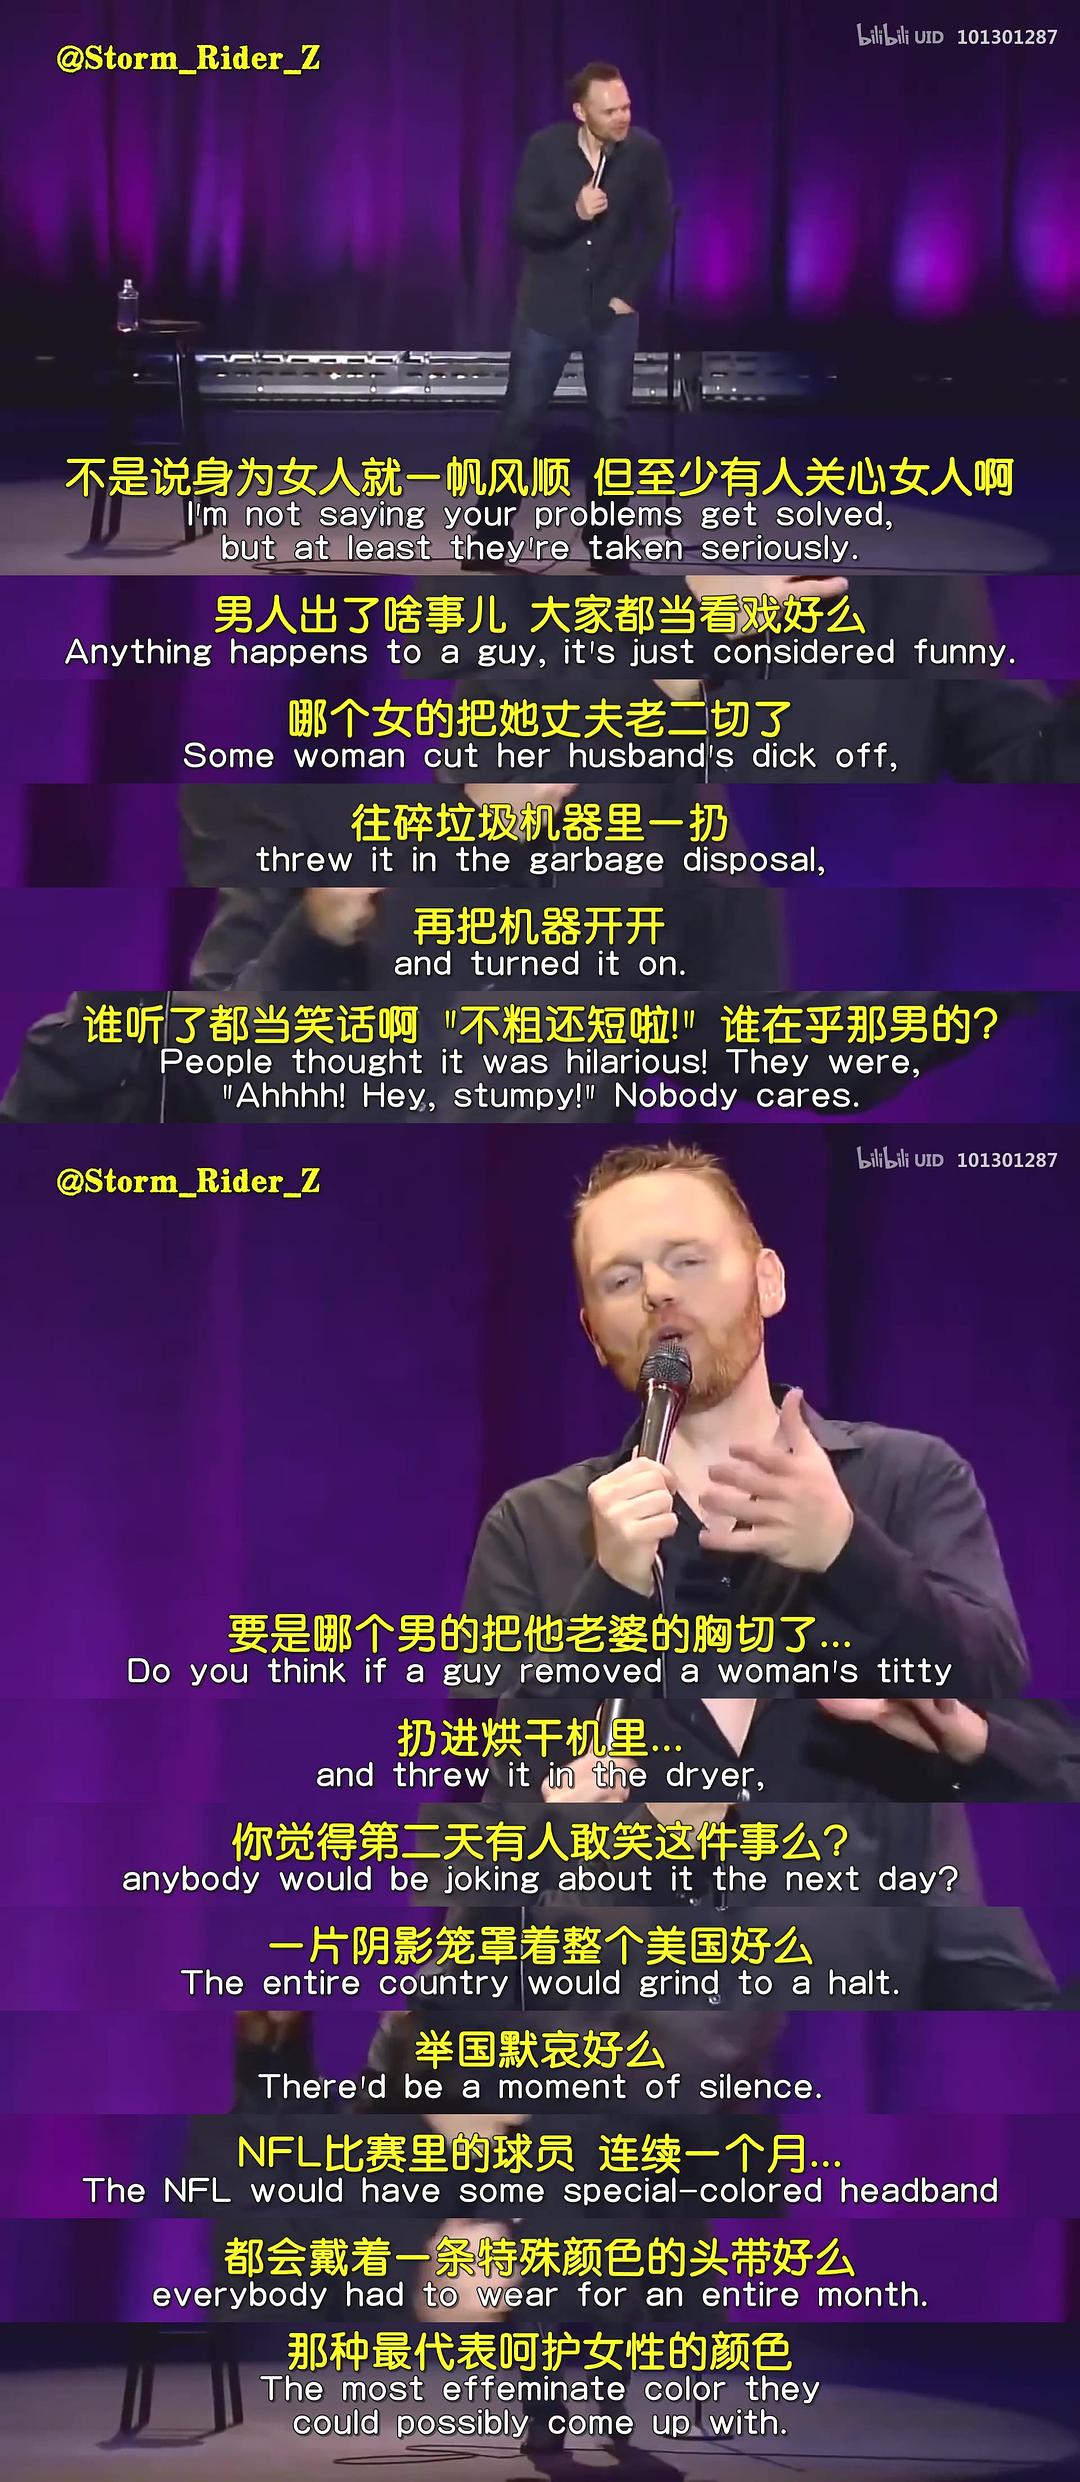 @Storm_Rider_Z
bilibili UID 101301287
不是说身为女人就一帆风顺 但至少有人关心女人啊
I'm not saying your problems get solved,
but at least they're taken seriously.
男人出了啥事儿 大家都当看戏好么
Anything happens to a guy, it's just considered funny.
哪个女的把她丈夫老二切了
Some woman cut her husband's dick off,
往碎垃圾机器里一扔
threw it in the garbage disposal,
再把机器开开
and turned it on.
谁听了都当笑话啊 "不粗还短啦!" 谁在乎那男的?
People thought it was hilarious! They were,
"Ahhhh! Hey, stumpy!" Nobody cares.
@Storm_Rider_Z
bilibili UID 101301287
要是哪个男的把他老婆的胸切了...
Do you think if a guy removed a woman's titty
扔进烘干机里...
and threw it in the dryer,
你觉得第二天有人敢笑这件事么?
anybody would be joking about it the next day?
一片阴影笼罩着整个美国好么
The entire country would grind to a halt.
举国默哀好么
There'd be a moment of silence.
NFL比赛里的球员 连续一个月...
The NFL would have some special-colored headband
都会戴着一条特殊颜色的头带好么
everybody had to wear for an entire month.
那种最代表呵护女性的颜色
The most effeminate color they
could possibly come up with.